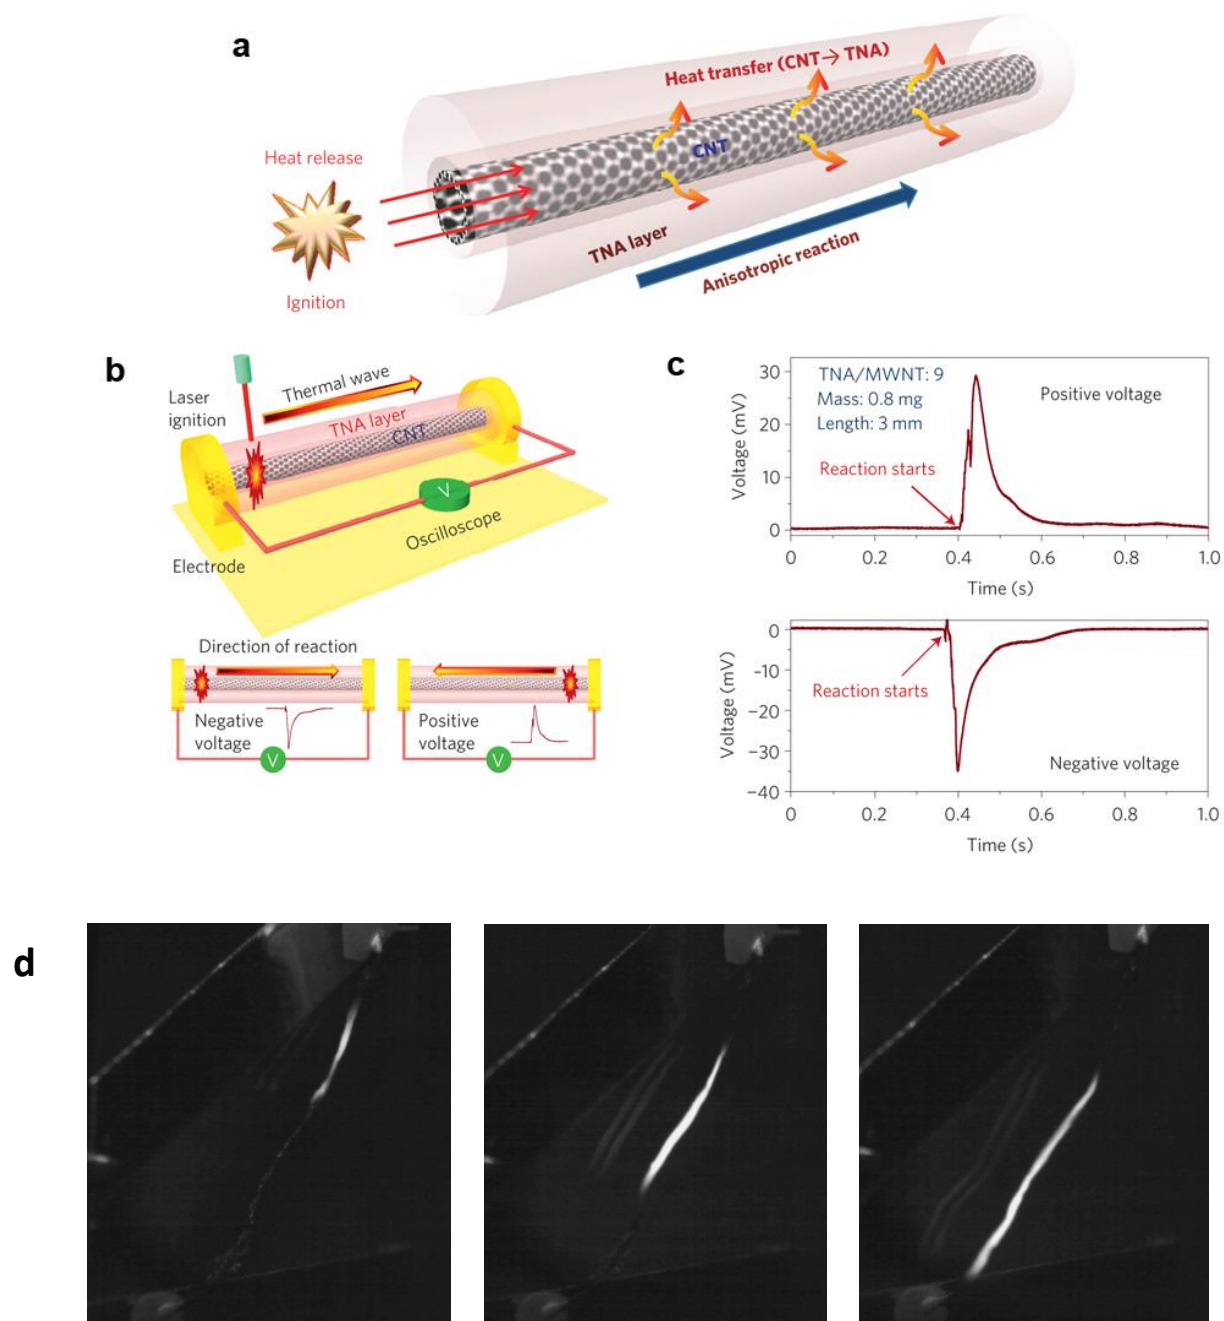 a
Heat transfer (CNT → TNA)
CNT
Heat release
TNA layer
Anisotropic reaction
Ignition
b
Laser
ignition
Thermal wave
TNA layer
CNT
V
Oscilloscope
Electrode
Direction of reaction
Negative
voltage
V
Positive
voltage
V
c
30
20
10
0
Voltage (mV)
TNA/MWNT: 9
Mass: 0.8 mg
Length: 3 mm
Positive voltage
Reaction starts
0 0.2 0.4 0.6 0.8 1.0
Time (s)
0
−10
−20
−30
−40
Voltage (mV)
Reaction starts
Negative voltage
0 0.2 0.4 0.6 0.8 1.0
Time (s)
d